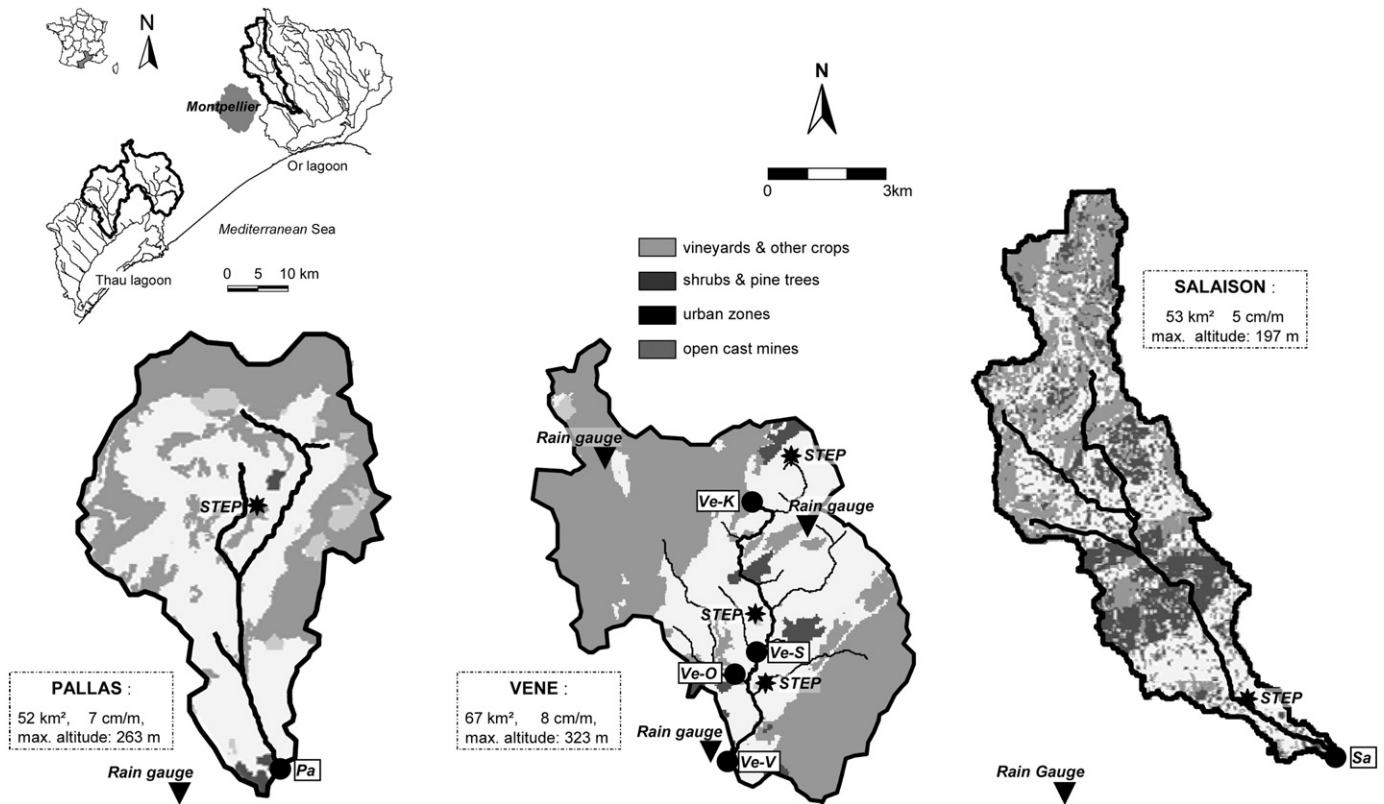 N
Montpellier
Or lagoon
Mediterranean Sea
Thau lagoon
0 5 10 km
N
0 3km
vineyards & other crops
shrubs & pine trees
urban zones
open cast mines
SALAISON :
53 km² 5 cm/m
max. altitude: 197 m
STEP
PALLAS :
52 km², 7 cm/m,
max. altitude: 263 m
Rain gauge
Pa
Rain gauge
STEP
Ve-K
Rain gauge
STEP
Ve-S
Ve-O
STEP
VENE :
67 km², 8 cm/m,
max. altitude: 323 m
Rain gauge
Ve-V
STEP
Sa
Rain Gauge